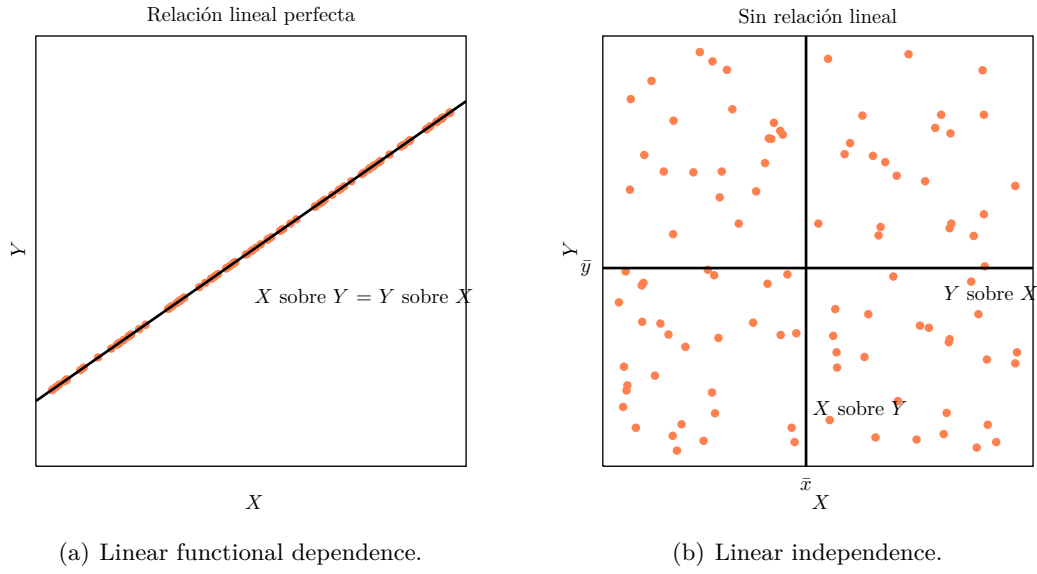 Relación lineal perfecta
Y
X sobre Y = Y sobre X
X
(a) Linear functional dependence.
Sin relación lineal
Y
ȳ
Y sobre X
X sobre Y
x̄
X
(b) Linear independence.